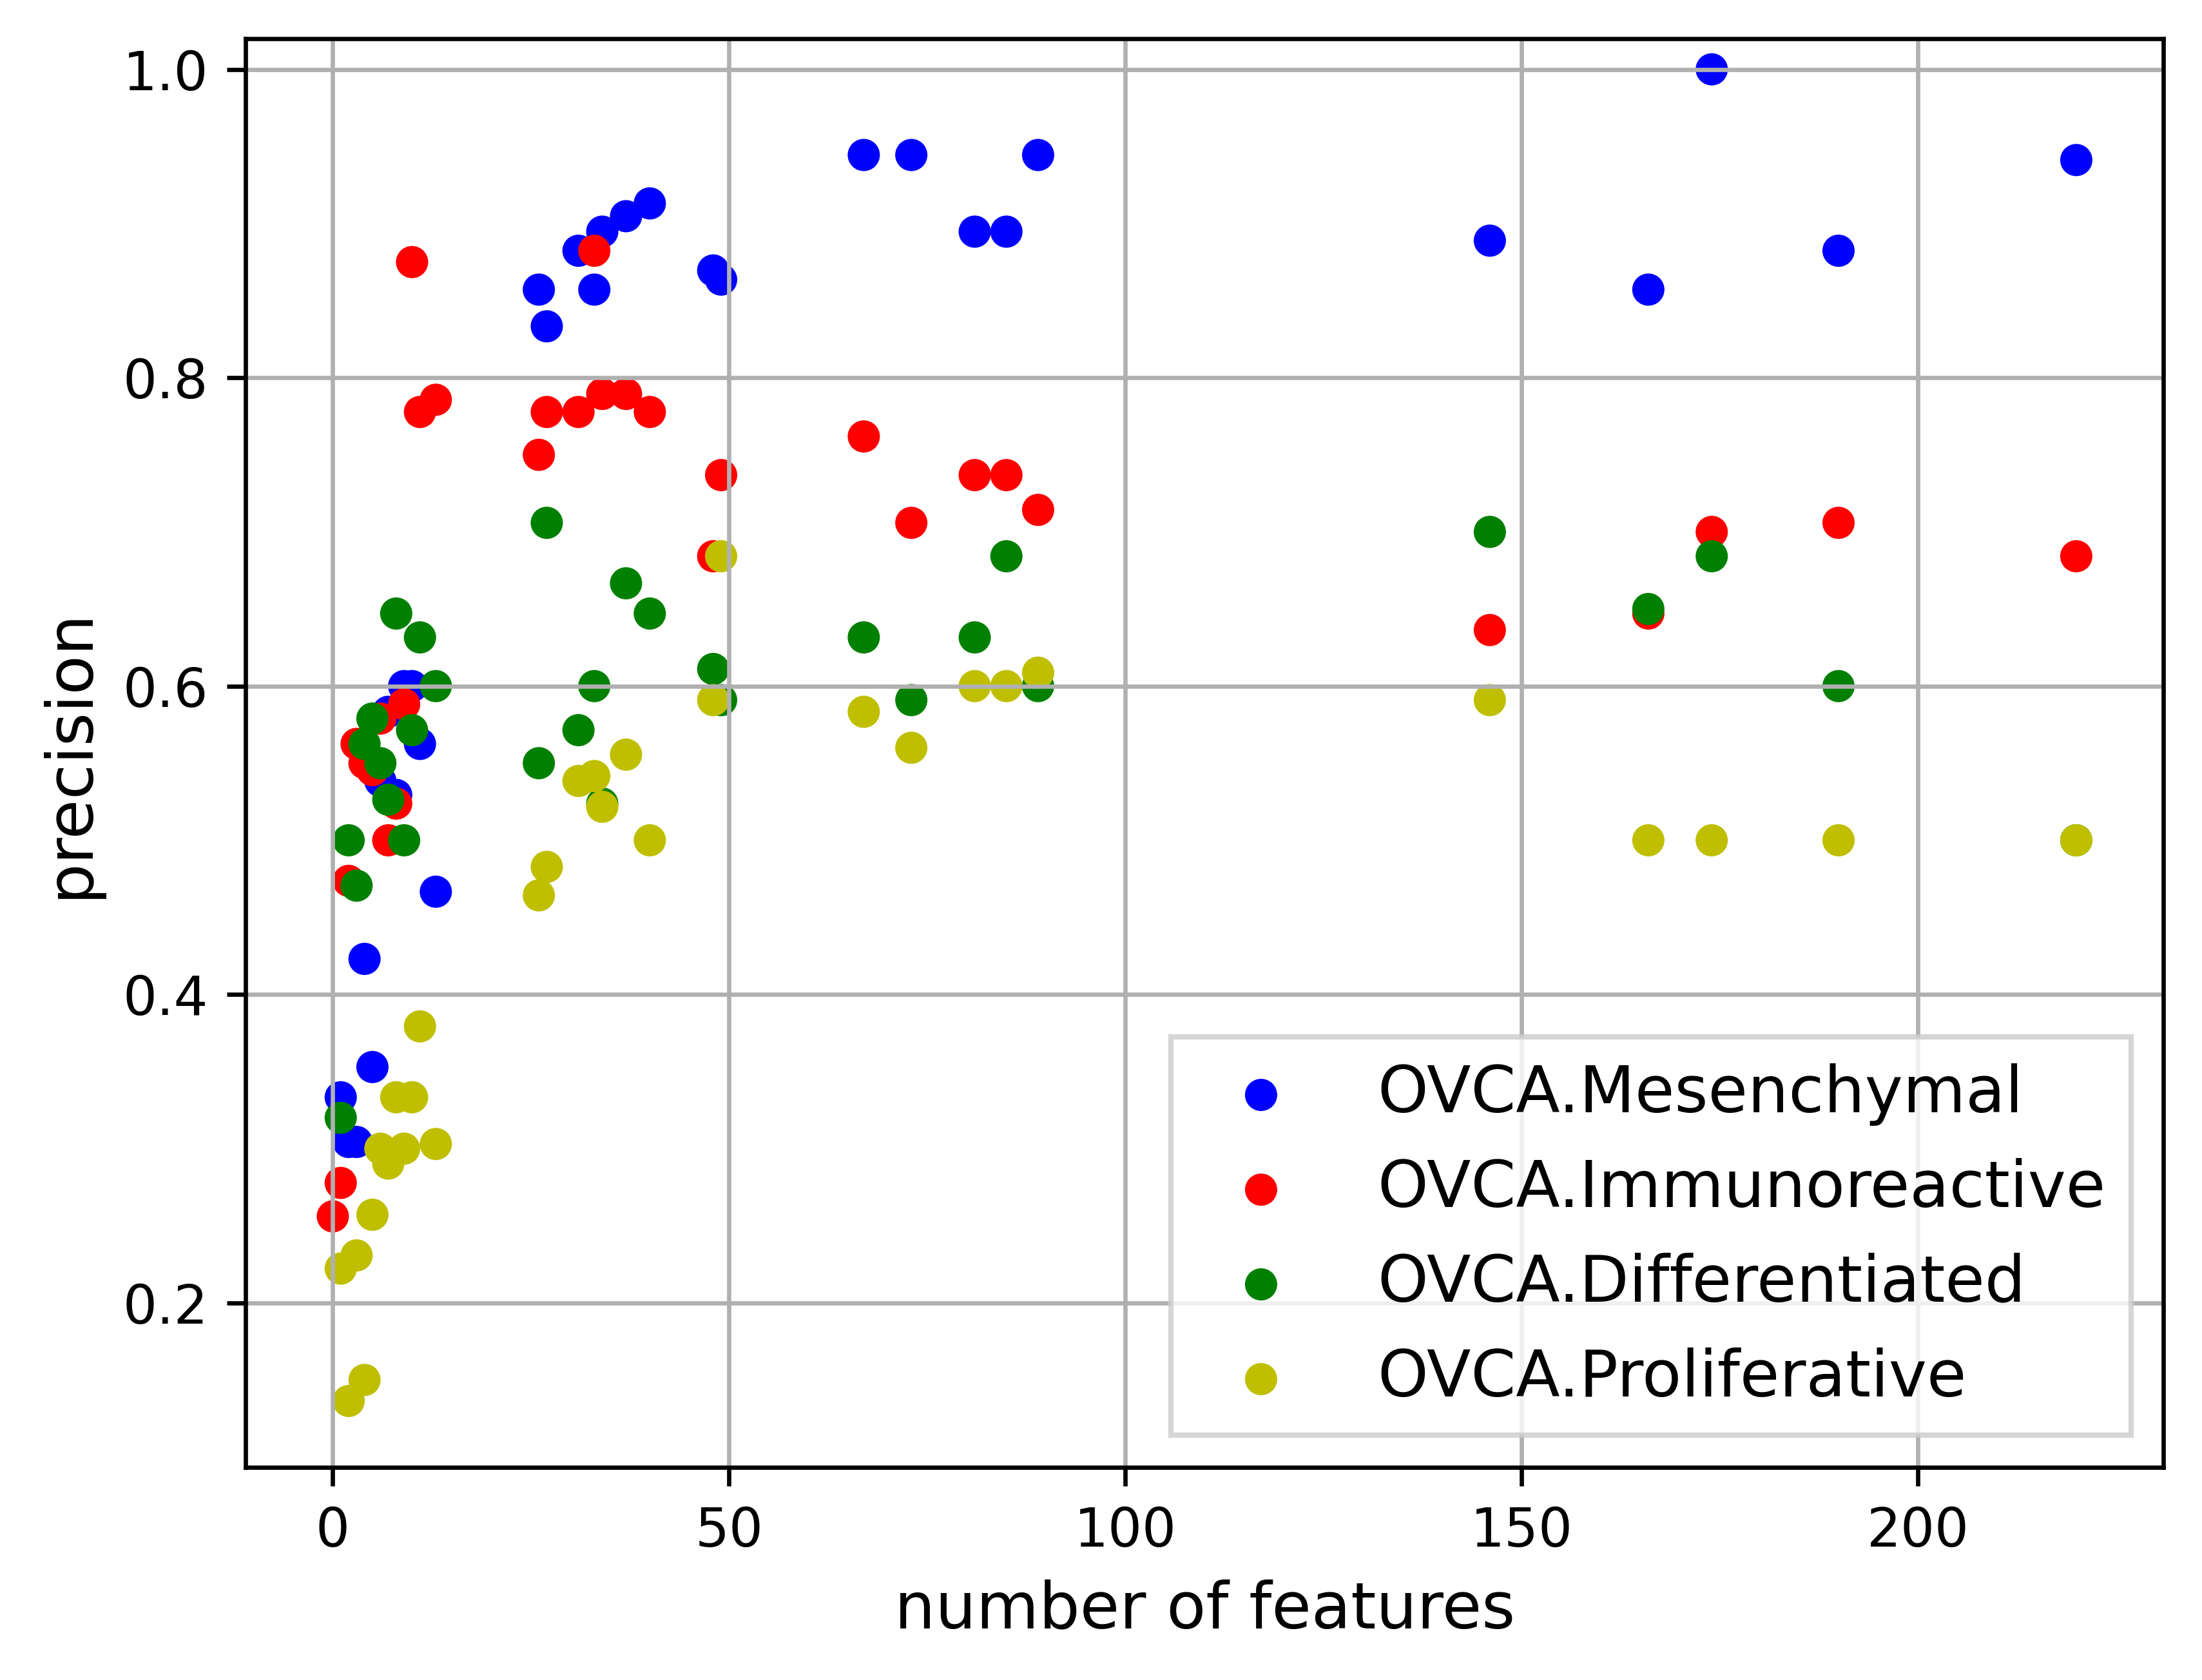 1.0
0.8
0.6
0.4
0.2
precision
OVCA.Mesenchymal
OVCA.Immunoreactive
OVCA.Differentiated
OVCA.Proliferative
0 50 100 150 200
number of features